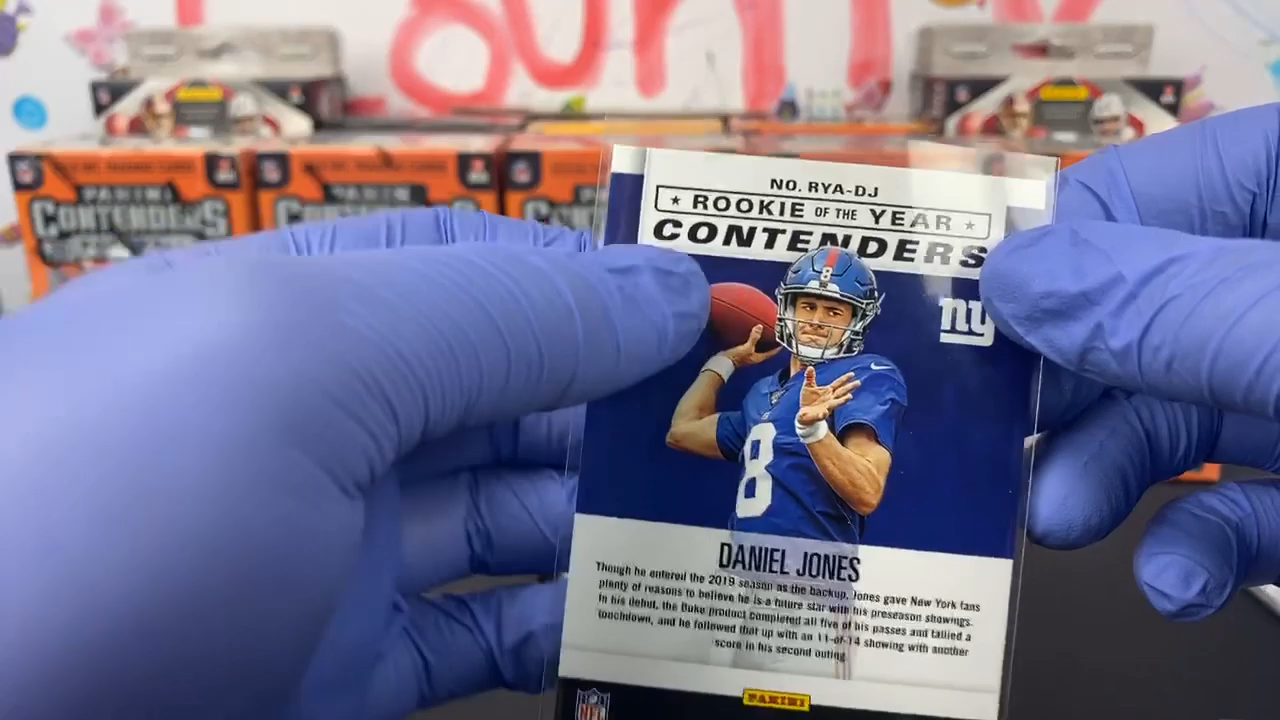 NO. RYA-DJ
★ ROOKIE OF THE YEAR ★
CONTENDERS
8
ny
8
DANIEL JONES
Though he entered the 2019 season as the backup, Jones gave New York fans
plenty of reasons to believe he is a future star with his preseason showings.
In his debut, the Duke product completed all five of his passes and tallied a
touchdown, and he followed that up with an 11-of-14 showing with another
score in his second outing.
NFL
PANINI
PANINI
CONTENDERS
PANINI